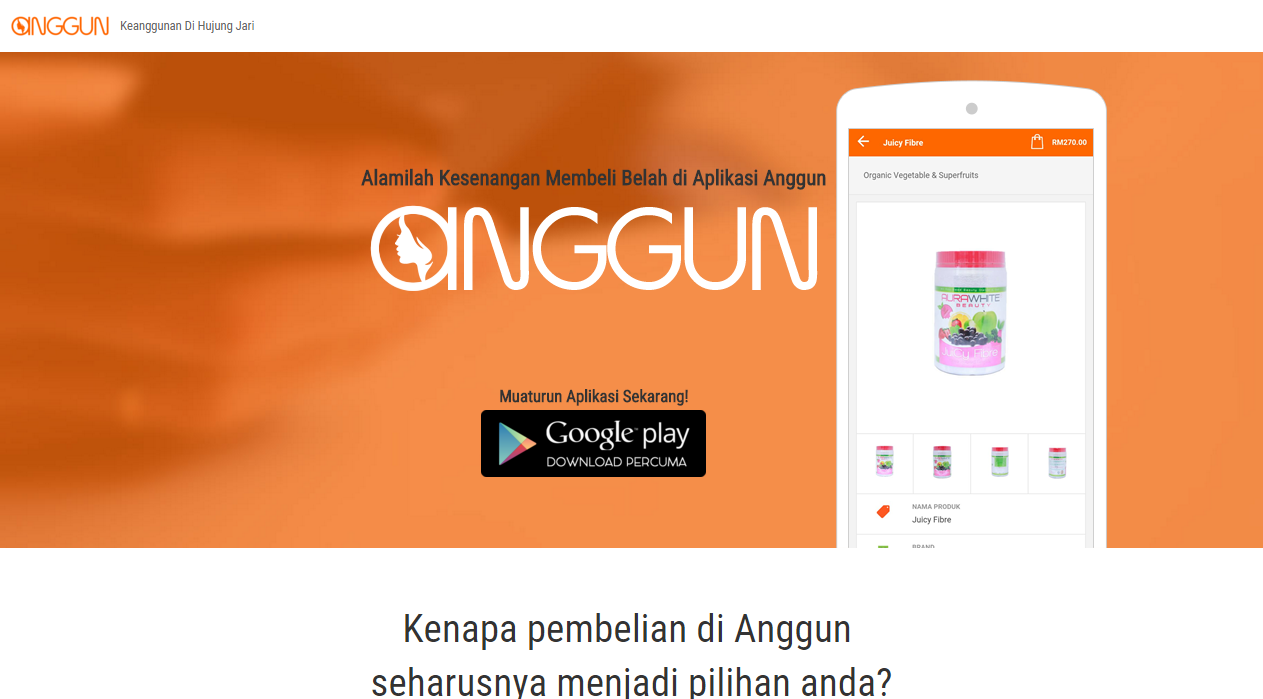 ANGGUN Keanggunan Di Hujung Jari
Alamilah Kesenangan Membeli Belah di Aplikasi Anggun
ANGGUN
Muaturun Aplikasi Sekarang!
Google play
DOWNLOAD PERCUMA
Juicy Fibre RM270.00
Organic Vegetable & Superfruits
AURAWHITE
BEAUTY
Juicy Fibre
NAMA PRODUK
Juicy Fibre
BRAND
Kenapa pembelian di Anggun
seharusnya menjadi pilihan anda?